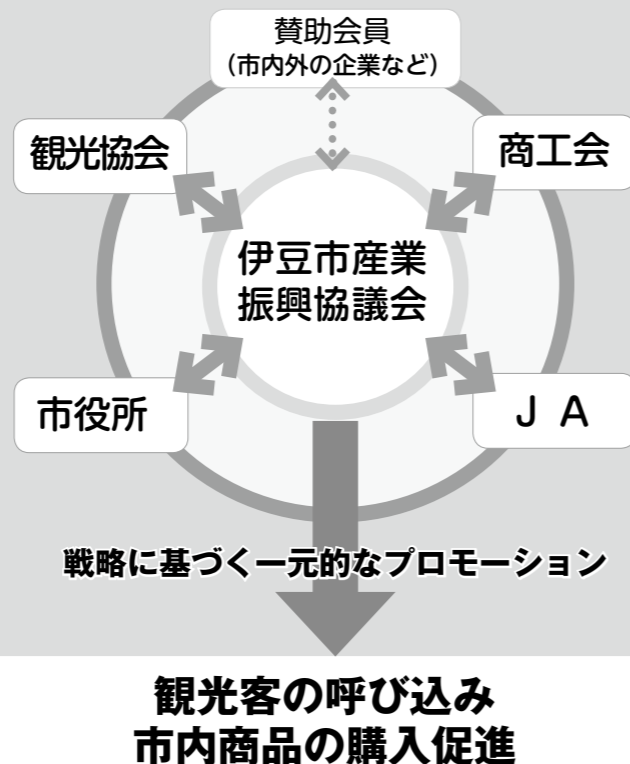 賛助会員
（市内外の企業など）
観光協会
商工会
伊豆市産業
振興協議会
市役所
ＪＡ
戦略に基づく一元的なプロモーション
観光客の呼び込み
市内商品の購入促進